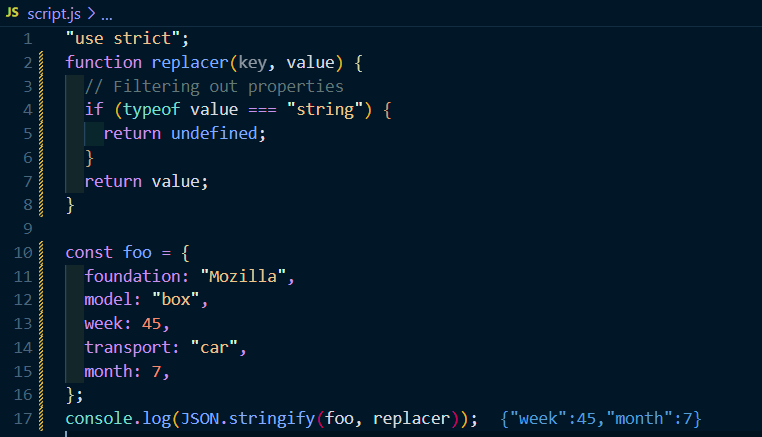 JS script.js > ...
1 "use strict";
2 function replacer(key, value) {
3   // Filtering out properties
4   if (typeof value === "string") {
5     return undefined;
6   }
7   return value;
8 }
9
10 const foo = {
11   foundation: "Mozilla",
12   model: "box",
13   week: 45,
14   transport: "car",
15   month: 7,
16 };
17 console.log(JSON.stringify(foo, replacer)); {"week":45,"month":7}